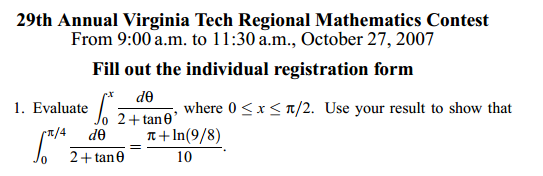 29th Annual Virginia Tech Regional Mathematics Contest
From 9:00 a.m. to 11:30 a.m., October 27, 2007
Fill out the individual registration form
1. Evaluate ∫₀ˣ dθ/(2+tanθ), where 0 ≤ x ≤ π/2. Use your result to show that
∫₀^(π/4) dθ/(2+tanθ) = (π+ln(9/8))/10.